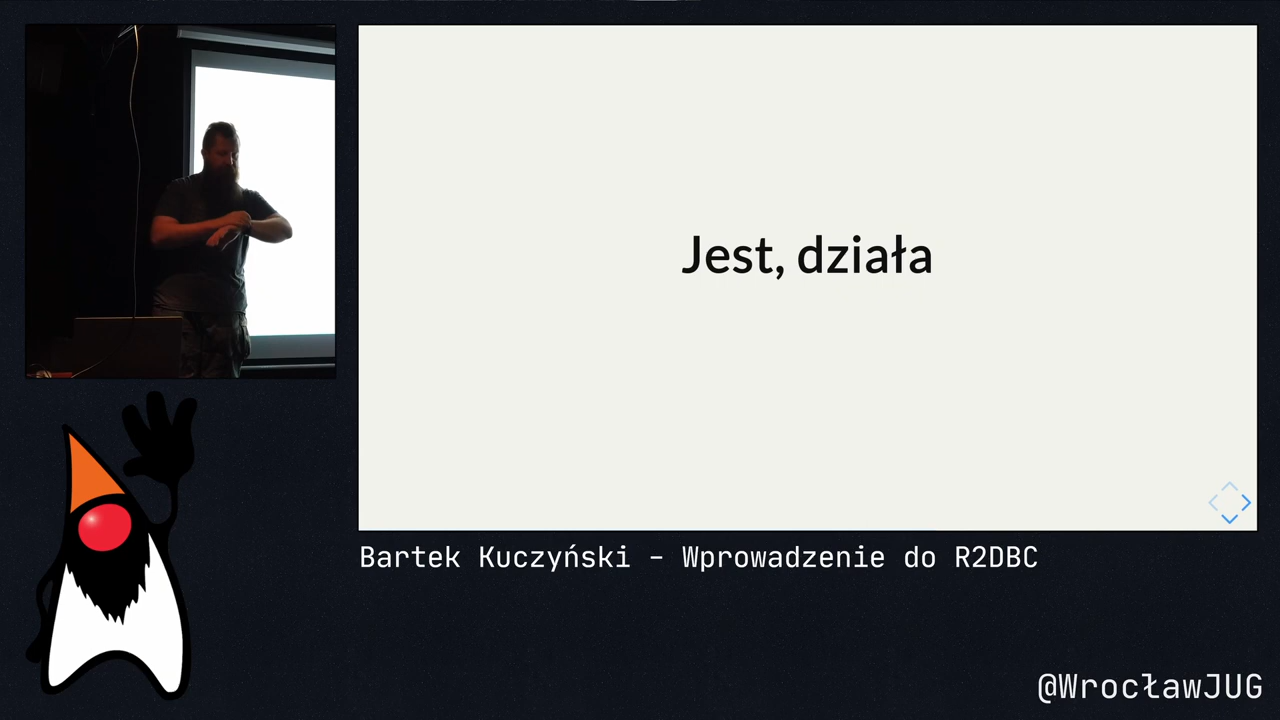 Jest, działa
Bartek Kuczyński – Wprowadzenie do R2DBC
@WrocławJUG